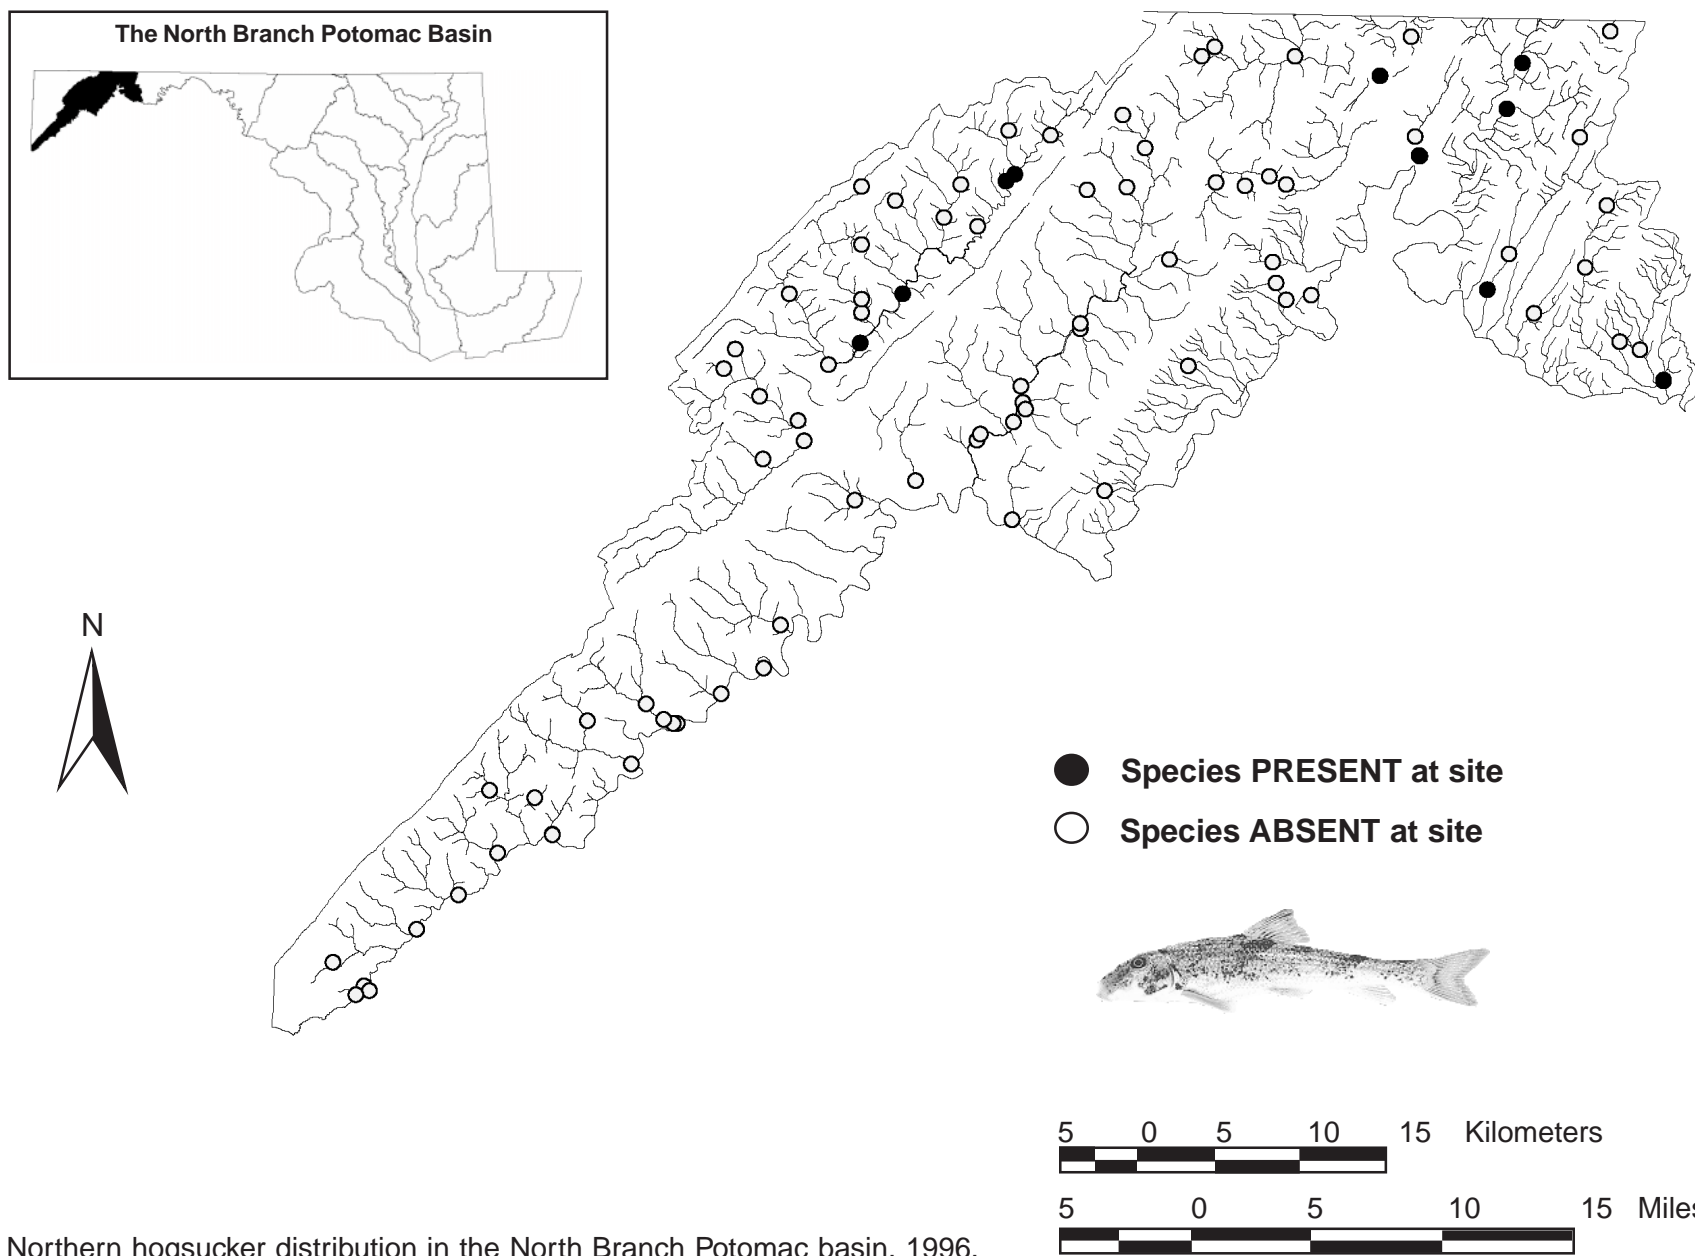 The North Branch Potomac Basin
N
Species PRESENT at site
Species ABSENT at site
5 0 5 10 15 Kilometers
5 0 5 10 15 Miles
Northern hogsucker distribution in the North Branch Potomac basin, 1996.